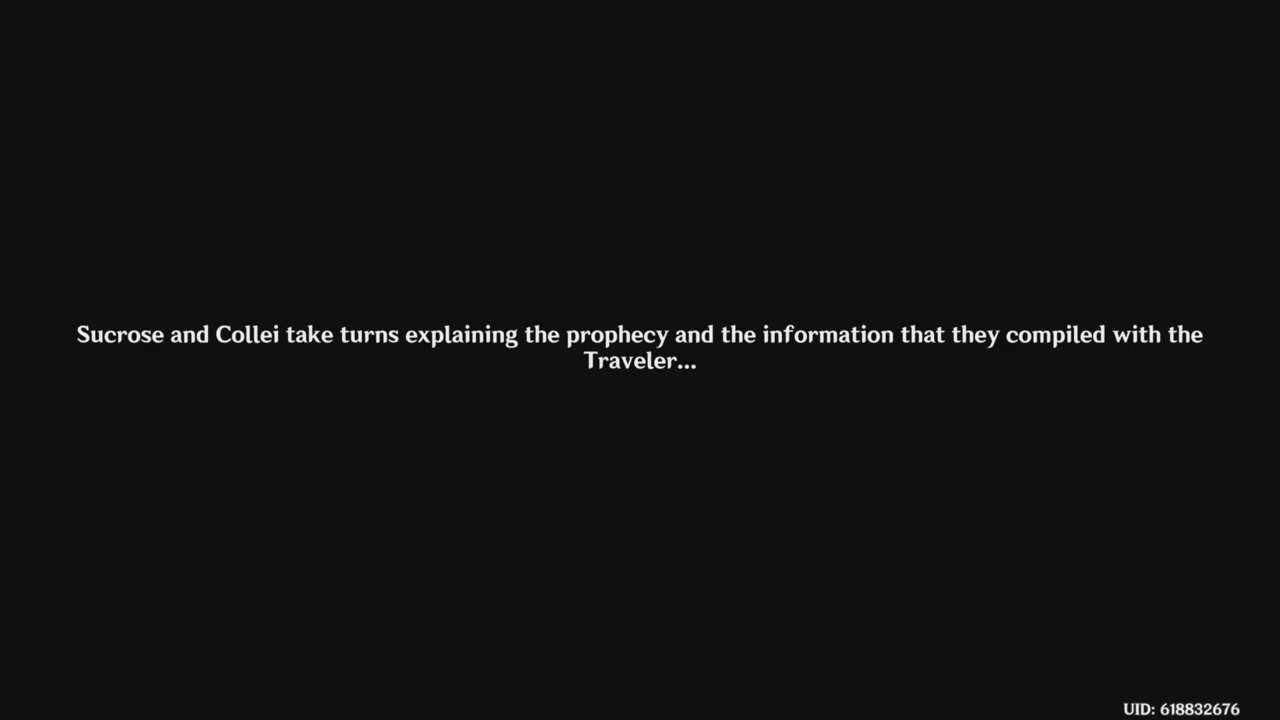 Sucrose and Collei take turns explaining the prophecy and the information that they compiled with the
Traveler...
UID: 618832676